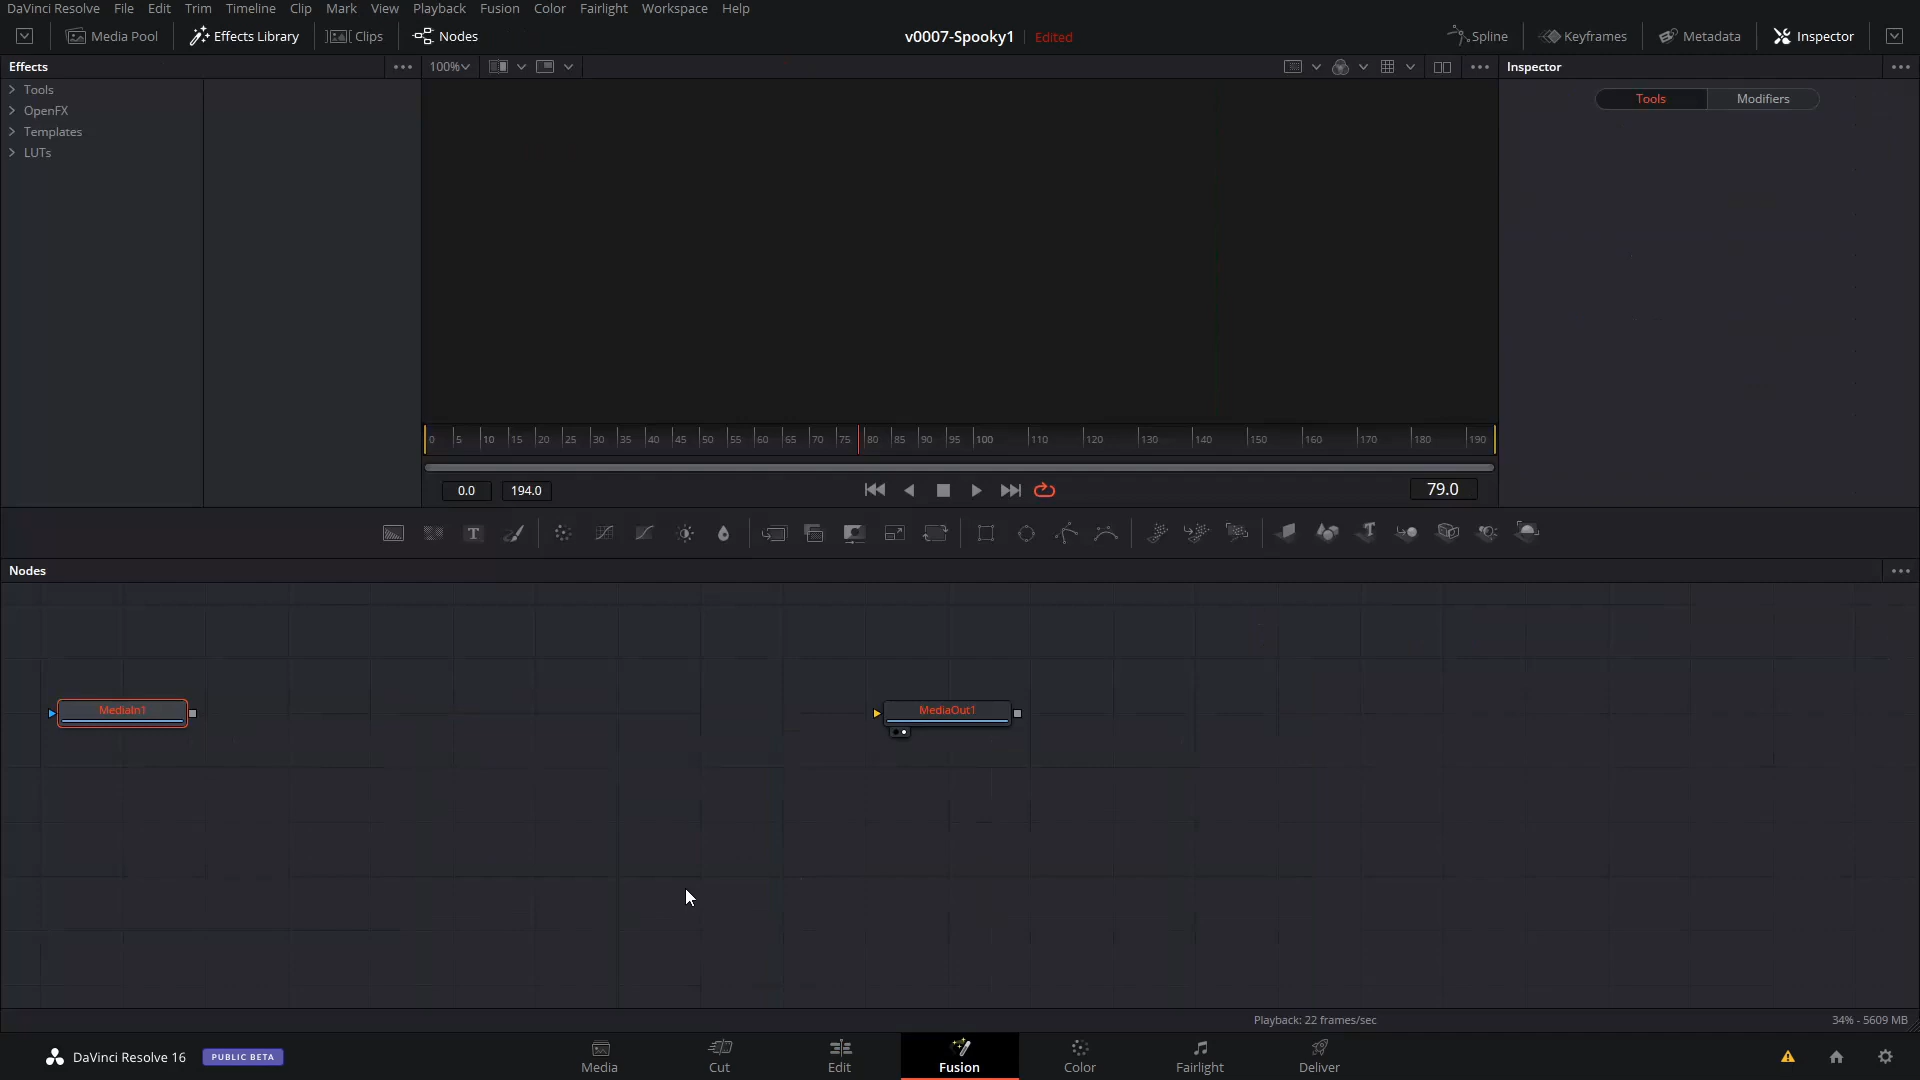 DaVinci Resolve File Edit Trim Timeline Clip Mark View Playback Fusion Color Fairlight Workspace Help
Media Pool Effects Library Clips Nodes v0007-Spooky1 Edited Spline Keyframes Metadata Inspector
Effects 100% Inspector
Tools
OpenFX
Templates
LUTs
Tools Modifiers
0 5 10 15 20 25 30 35 40 45 50 55 60 65 70 75 80 85 90 95 100 110 120 130 140 150 160 170 180 190
0.0 194.0 79.0
T
Nodes
MediaIn1 MediaOut1
Playback: 22 frames/sec 34% - 5609 MB
DaVinci Resolve 16 PUBLIC BETA
Media Cut Edit Fusion Color Fairlight Deliver